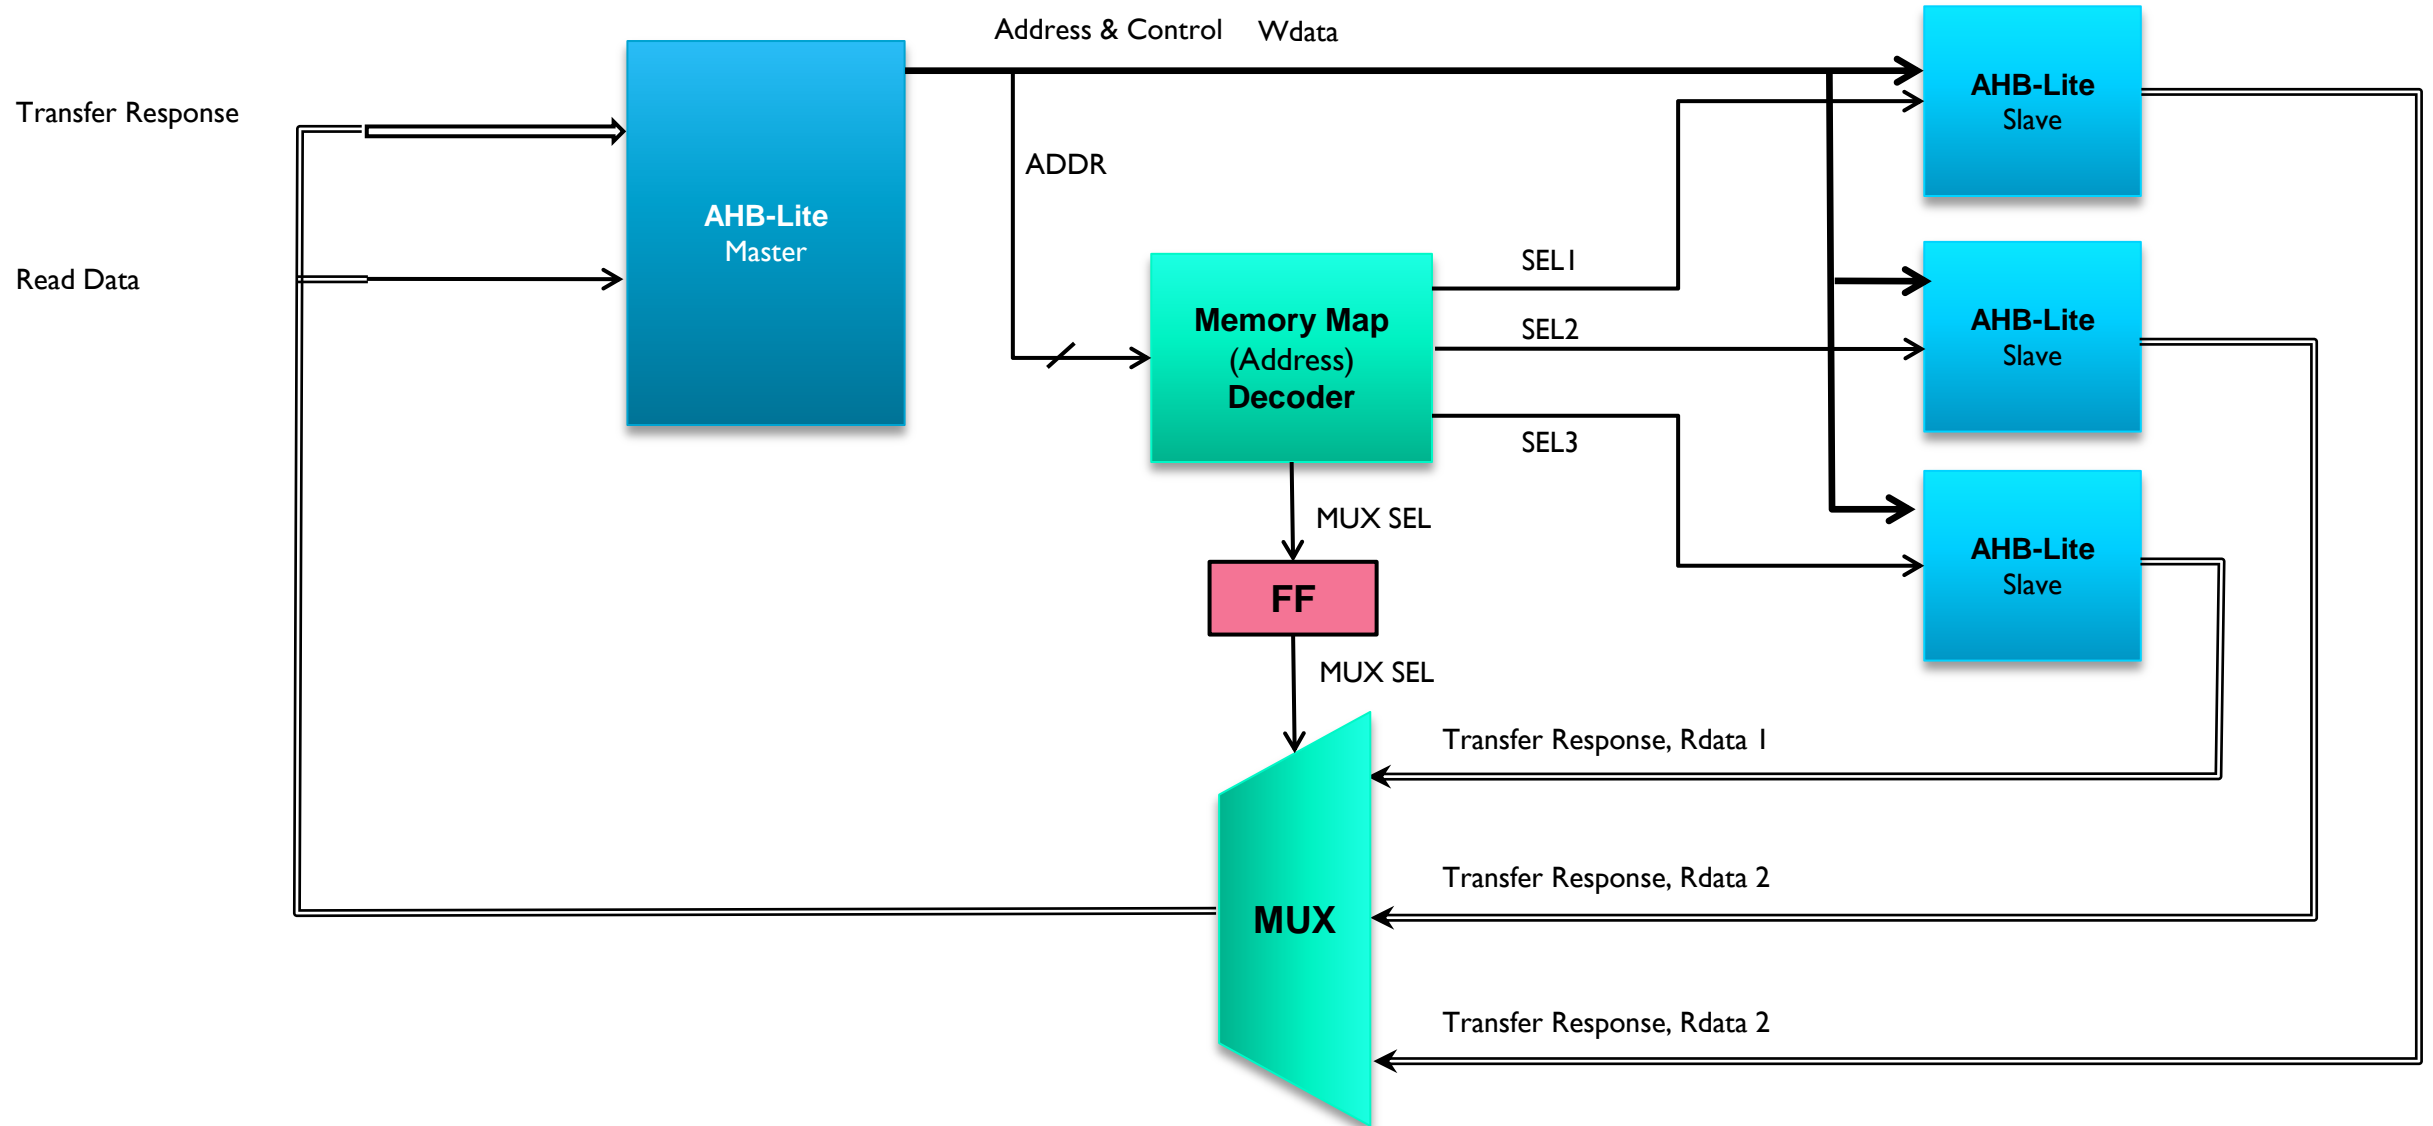 Address & Control
Wdata
Transfer Response
AHB-Lite
Slave
ADDR
AHB-Lite
Master
Read Data
SEL1
Memory Map
(Address)
Decoder
SEL2
AHB-Lite
Slave
SEL3
MUX SEL
AHB-Lite
Slave
FF
MUX SEL
Transfer Response, Rdata 1
Transfer Response, Rdata 2
MUX
Transfer Response, Rdata 2